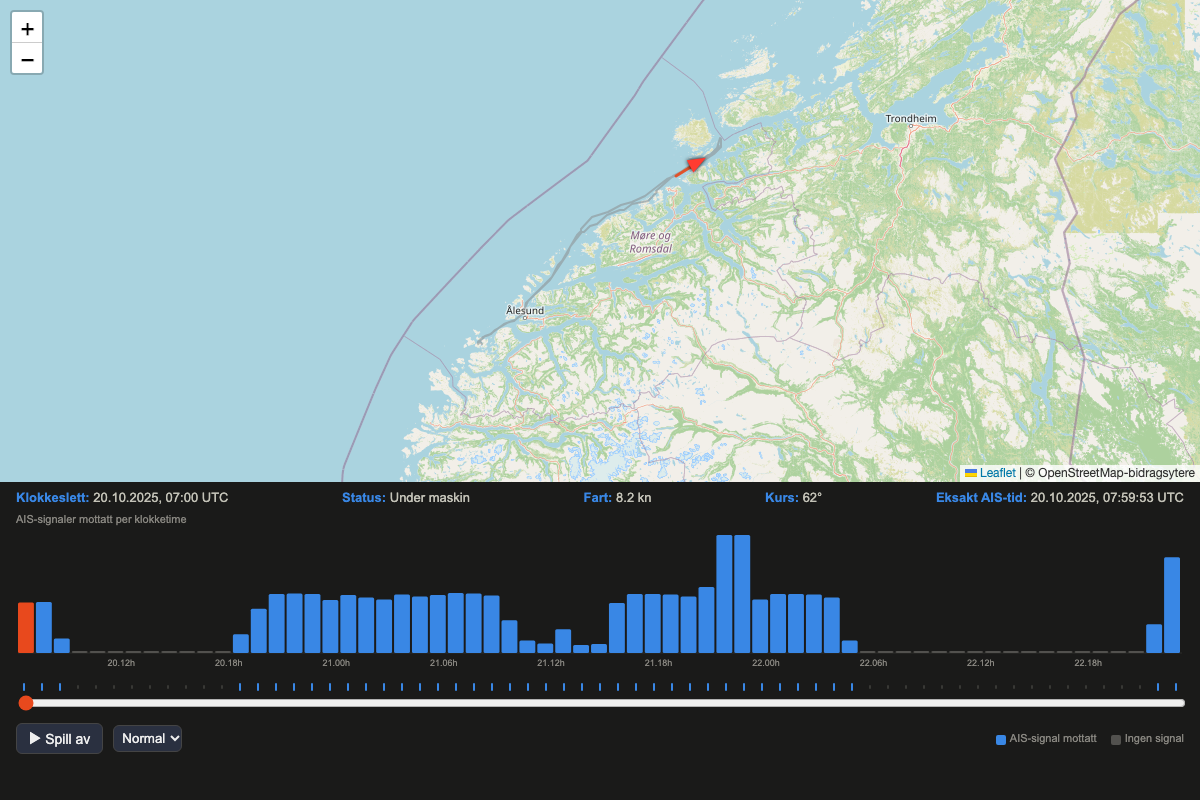 +
−
Trondheim
Møre og
Romsdal
Ålesund
Leaflet | © OpenStreetMap-bidragsytere
Klokkeslett: 20.10.2025, 07:00 UTC
Status: Under maskin
Fart: 8.2 kn
Kurs: 62°
Eksakt AIS-tid: 20.10.2025, 07:59:53 UTC
AIS-signaler mottatt per klokketime
20.12h 20.18h 21.00h 21.06h 21.12h 21.18h 22.00h 22.06h 22.12h 22.18h
Spill av
Normal
AIS-signal mottatt
Ingen signal